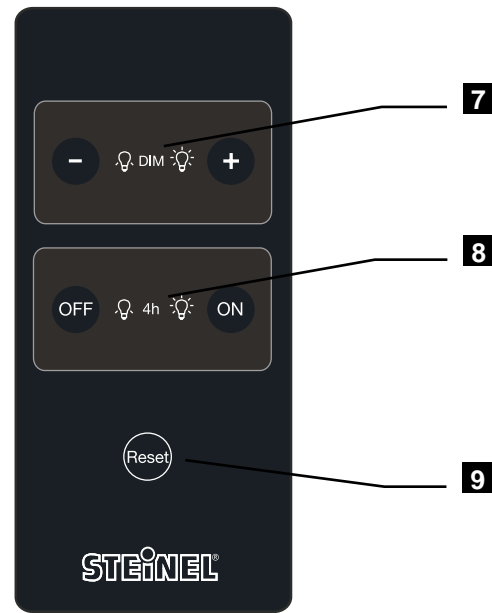 7
- DIM +
8
OFF 4h ON
Reset
9
STEINEL®